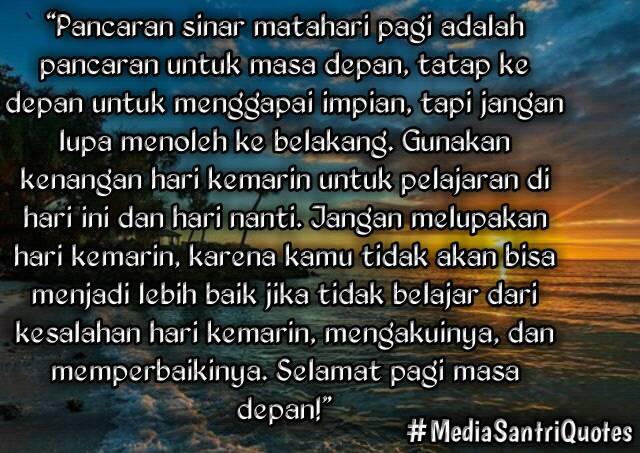 “Pancaran sinar matahari pagi adalah
pancaran untuk masa depan, tatap ke
depan untuk menggapai impian, tapi jangan
lupa menoleh ke belakang. Gunakan
kenangan hari kemarin untuk pelajaran di
hari ini dan hari nanti. Jangan melupakan
hari kemarin, karena kamu tidak akan bisa
menjadi lebih baik jika tidak belajar dari
kesalahan hari kemarin, mengakuinya, dan
memperbaikinya. Selamat pagi masa
depan!”
#MediaSantriQuotes